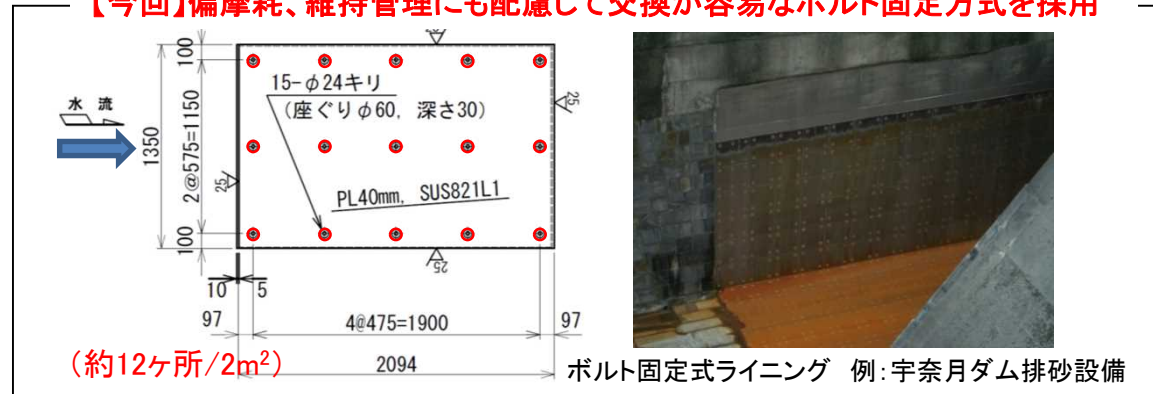 【今回】偏摩耗、維持管理にも配慮して交換が容易なボルト固定方式を採用
水 流
100
2@575=1150
1350
100
15-φ24キリ
(座ぐりφ60, 深さ30)
PL40mm, SUS821L1
25
25
25
10 5
97 4@475=1900 97
2094
(約12ヶ所/2m²)
ボルト固定式ライニング 例:宇奈月ダム排砂設備